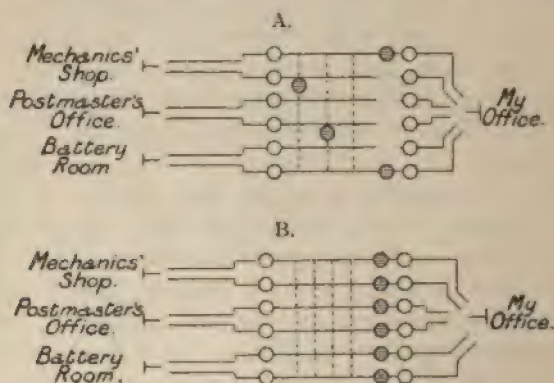 A.
Mechanics'
Shop.
Postmaster's
Office.
Battery
Room
My
Office.
B.
Mechanics'
Shop.
Postmaster's
Office.
Battery
Room.
My
Office.